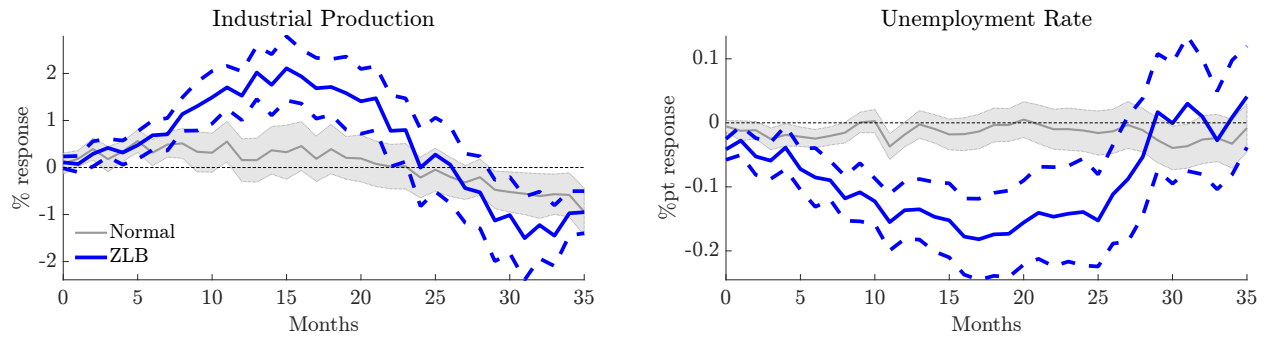 Industrial Production
% response
2
1
0
-1
-2
Normal
ZLB
0 5 10 15 20 25 30 35
Months
Unemployment Rate
%pt response
0.1
0
-0.1
-0.2
0 5 10 15 20 25 30 35
Months